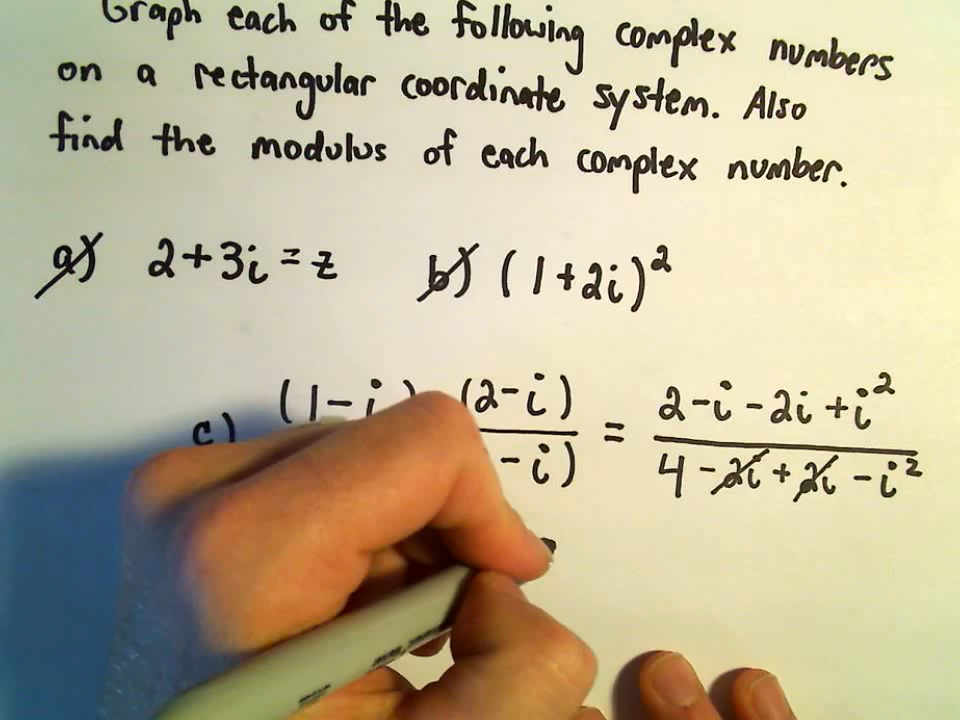 Graph each of the following complex numbers
on a rectangular coordinate system. Also
find the modulus of each complex number.
a) 2+3i = z b) (1+2i)²
c) (1-i) (2-i) = 2-i-2i+i²
-i) 4-2i+2i-i²